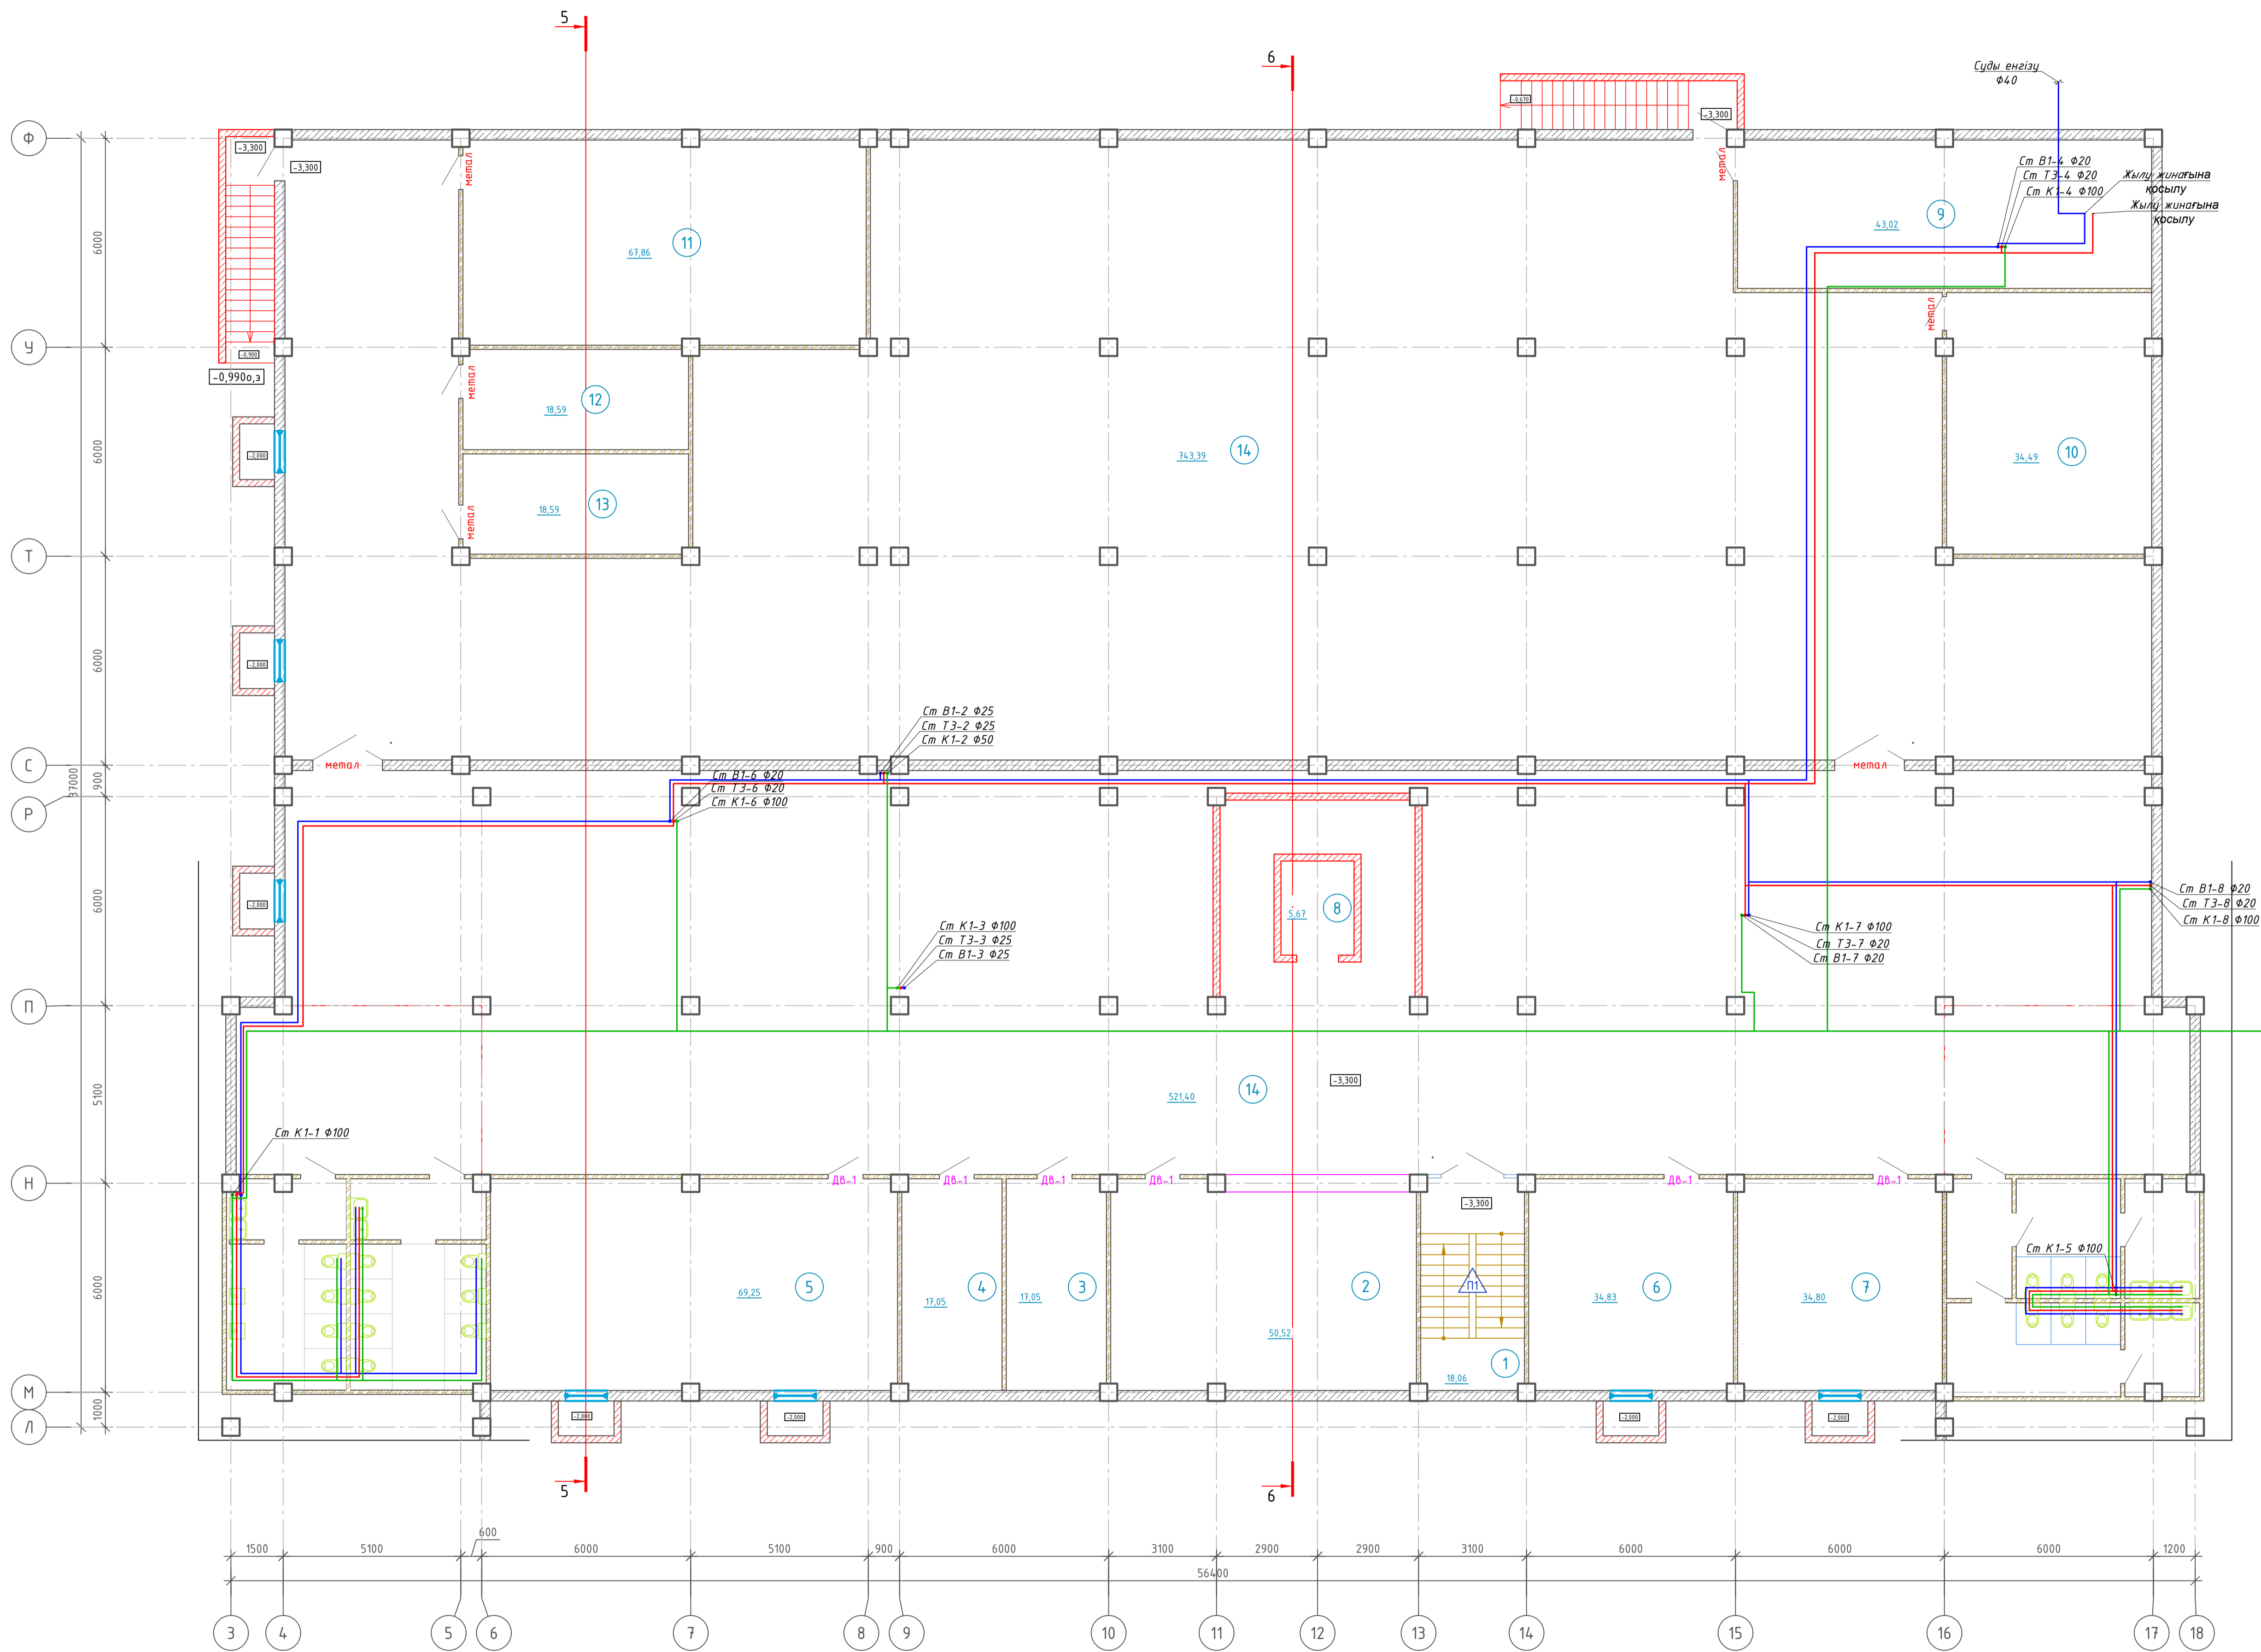 5
6
Суды енгізу
Ф40
-0,670
-3,300
Ф
-3,300
-3,300
метал
метал
Ст В1-4 Ф20
Ст Т3-4 Ф20
Ст К1-4 Ф100
Жылу жинағына
қосылу
Жылу жинағына
қосылу
6000
67,86
11
43,02
9
метал
У
-0,900
-0,990о,з
метал
12
18,59
6000
-2,000
743,39
14
34,49
10
метал
18,59
13
Т
6000
-2,000
Ст В1-2 Ф25
Ст Т3-2 Ф25
Ст К1-2 Ф50
С
метал
метал
37000
900
Р
Ст В1-6 Ф20
Ст Т3-6 Ф20
Ст К1-6 Ф100
6000
-2,000
5,67
8
Ст К1-3 Ф100
Ст Т3-3 Ф25
Ст В1-3 Ф25
Ст К1-7 Ф100
Ст Т3-7 Ф20
Ст В1-7 Ф20
Ст В1-8 Ф20
Ст Т3-8 Ф20
Ст К1-8 Ф100
П
5100
-3,300
521,40
14
Ст К1-1 Ф100
Н
Дв-1
Дв-1
Дв-1
Дв-1
Дв-1
Дв-1
-3,300
Ст К1-5 Ф100
6000
69,25
5
17,05
4
17,05
3
2
П1
34,83
6
34,80
7
50,52
1
18,06
М
1000
Л
-2,000
-2,000
-2,000
-2,000
5
6
600
1500
5100
6000
5100
900
6000
3100
2900
2900
3100
6000
6000
6000
1200
56400
3
4
5
6
7
8
9
10
11
12
13
14
15
16
17
18